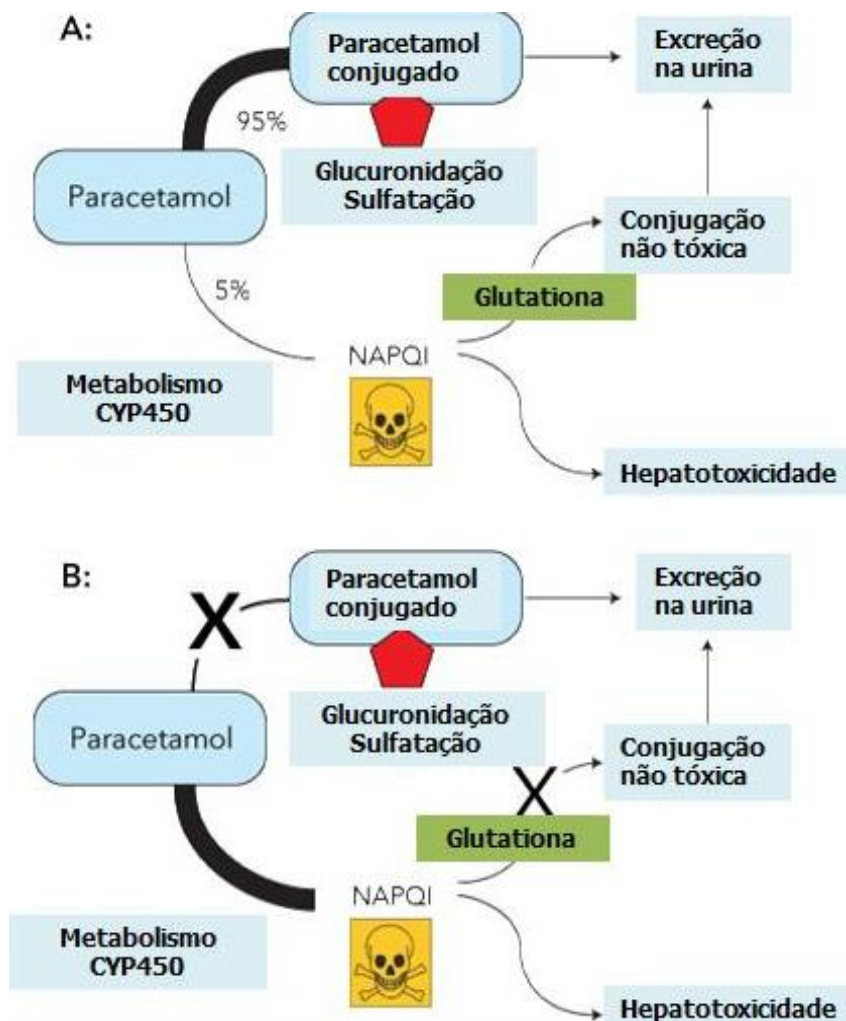 A:
Paracetamol
conjugado
Excreção
na urina
95%
Glucuronidação
Sulfatação
Paracetamol
Conjugação
não tóxica
5%
Glutationa
NAPQI
Metabolismo
CYP450
Hepatotoxicidade
B:
X
Paracetamol
conjugado
Excreção
na urina
Glucuronidação
Sulfatação
Paracetamol
Conjugação
não tóxica
X
Glutationa
NAPQI
Metabolismo
CYP450
Hepatotoxicidade